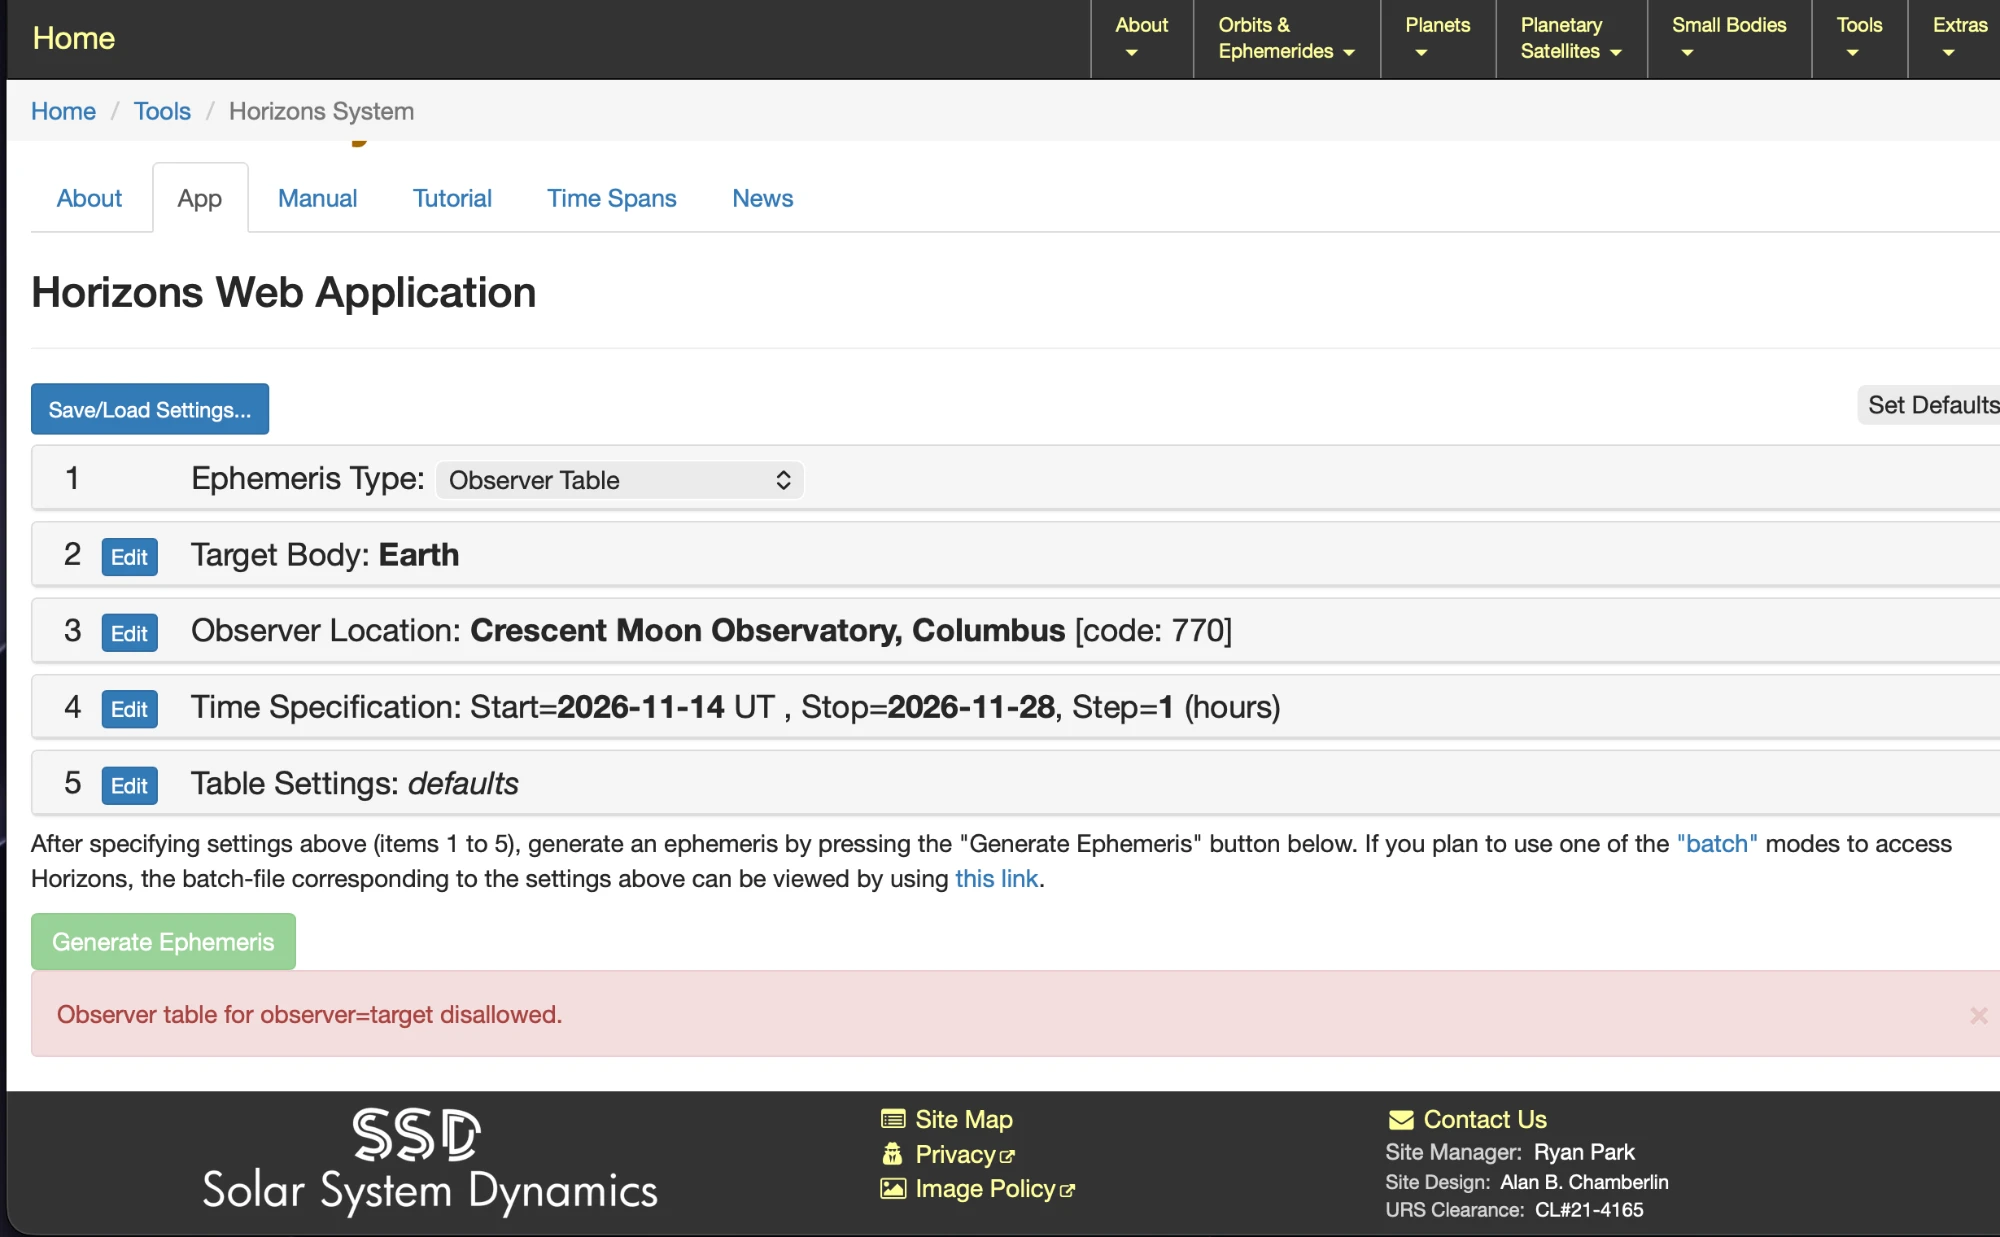 Home
About
Orbits &
Ephemerides
Planets
Planetary
Satellites
Small Bodies
Tools
Extras
Home / Tools / Horizons System
About
App
Manual
Tutorial
Time Spans
News
Horizons Web Application
Save/Load Settings...
Set Defaults
1 Ephemeris Type: Observer Table
2 Edit Target Body: Earth
3 Edit Observer Location: Crescent Moon Observatory, Columbus [code: 770]
4 Edit Time Specification: Start=2026-11-14 UT , Stop=2026-11-28, Step=1 (hours)
5 Edit Table Settings: defaults
After specifying settings above (items 1 to 5), generate an ephemeris by pressing the "Generate Ephemeris" button below. If you plan to use one of the "batch" modes to access
Horizons, the batch-file corresponding to the settings above can be viewed by using this link.
Generate Ephemeris
Observer table for observer=target disallowed.
×
SSD
Solar System Dynamics
Site Map
Privacy
Image Policy
Contact Us
Site Manager: Ryan Park
Site Design: Alan B. Chamberlin
URS Clearance: CL#21-4165